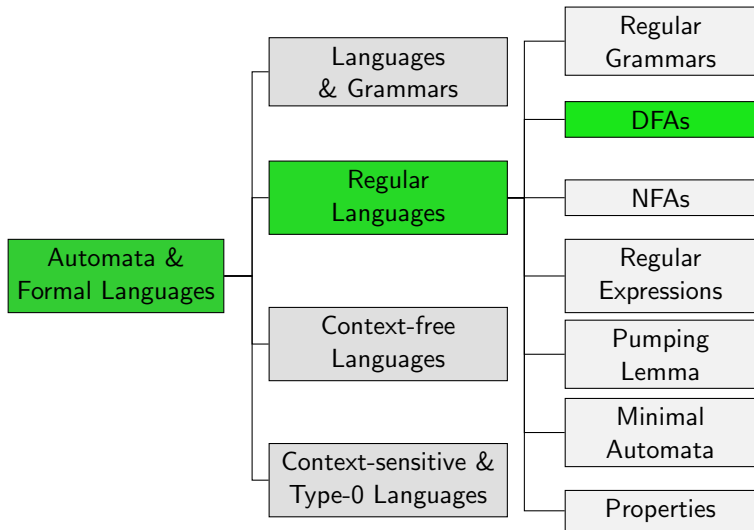 Automata &
Formal Languages
Languages
& Grammars
Regular
Languages
Context-free
Languages
Context-sensitive &
Type-0 Languages
Regular
Grammars
DFAs
NFAs
Regular
Expressions
Pumping
Lemma
Minimal
Automata
Properties